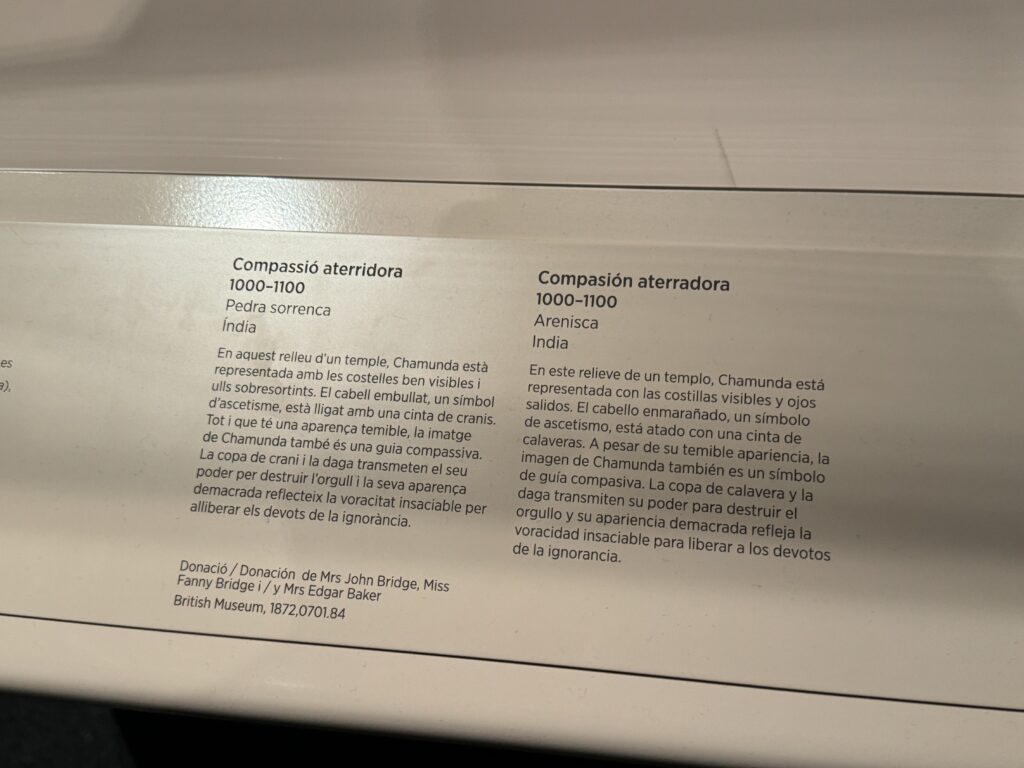 es
a),
Compassió aterridora
1000–1100
Pedra sorrenca
Índia
En aquest relleu d'un temple, Chamunda està
representada amb les costelles ben visibles i
ulls sobresortints. El cabell embullat, un símbol
d'ascetisme, està lligat amb una cinta de cranis.
Tot i que té una aparença temible, la imatge
de Chamunda també és una guia compassiva.
La copa de crani i la daga transmeten el seu
poder per destruir l'orgull i la seva aparença
demacrada reflecteix la voracitat insaciable per
alliberar els devots de la ignorància.
Donació / Donación de Mrs John Bridge, Miss
Fanny Bridge i / y Mrs Edgar Baker
British Museum, 1872,0701.84
Compasión aterradora
1000–1100
Arenisca
India
En este relieve de un templo, Chamunda está
representada con las costillas visibles y ojos
salidos. El cabello enmarañado, un símbolo
de ascetismo, está atado con una cinta de
calaveras. A pesar de su temible apariencia, la
imagen de Chamunda también es un símbolo
de guía compasiva. La copa de calavera y la
daga transmiten su poder para destruir el
orgullo y su apariencia demacrada refleja la
voracidad insaciable para liberar a los devotos
de la ignorancia.